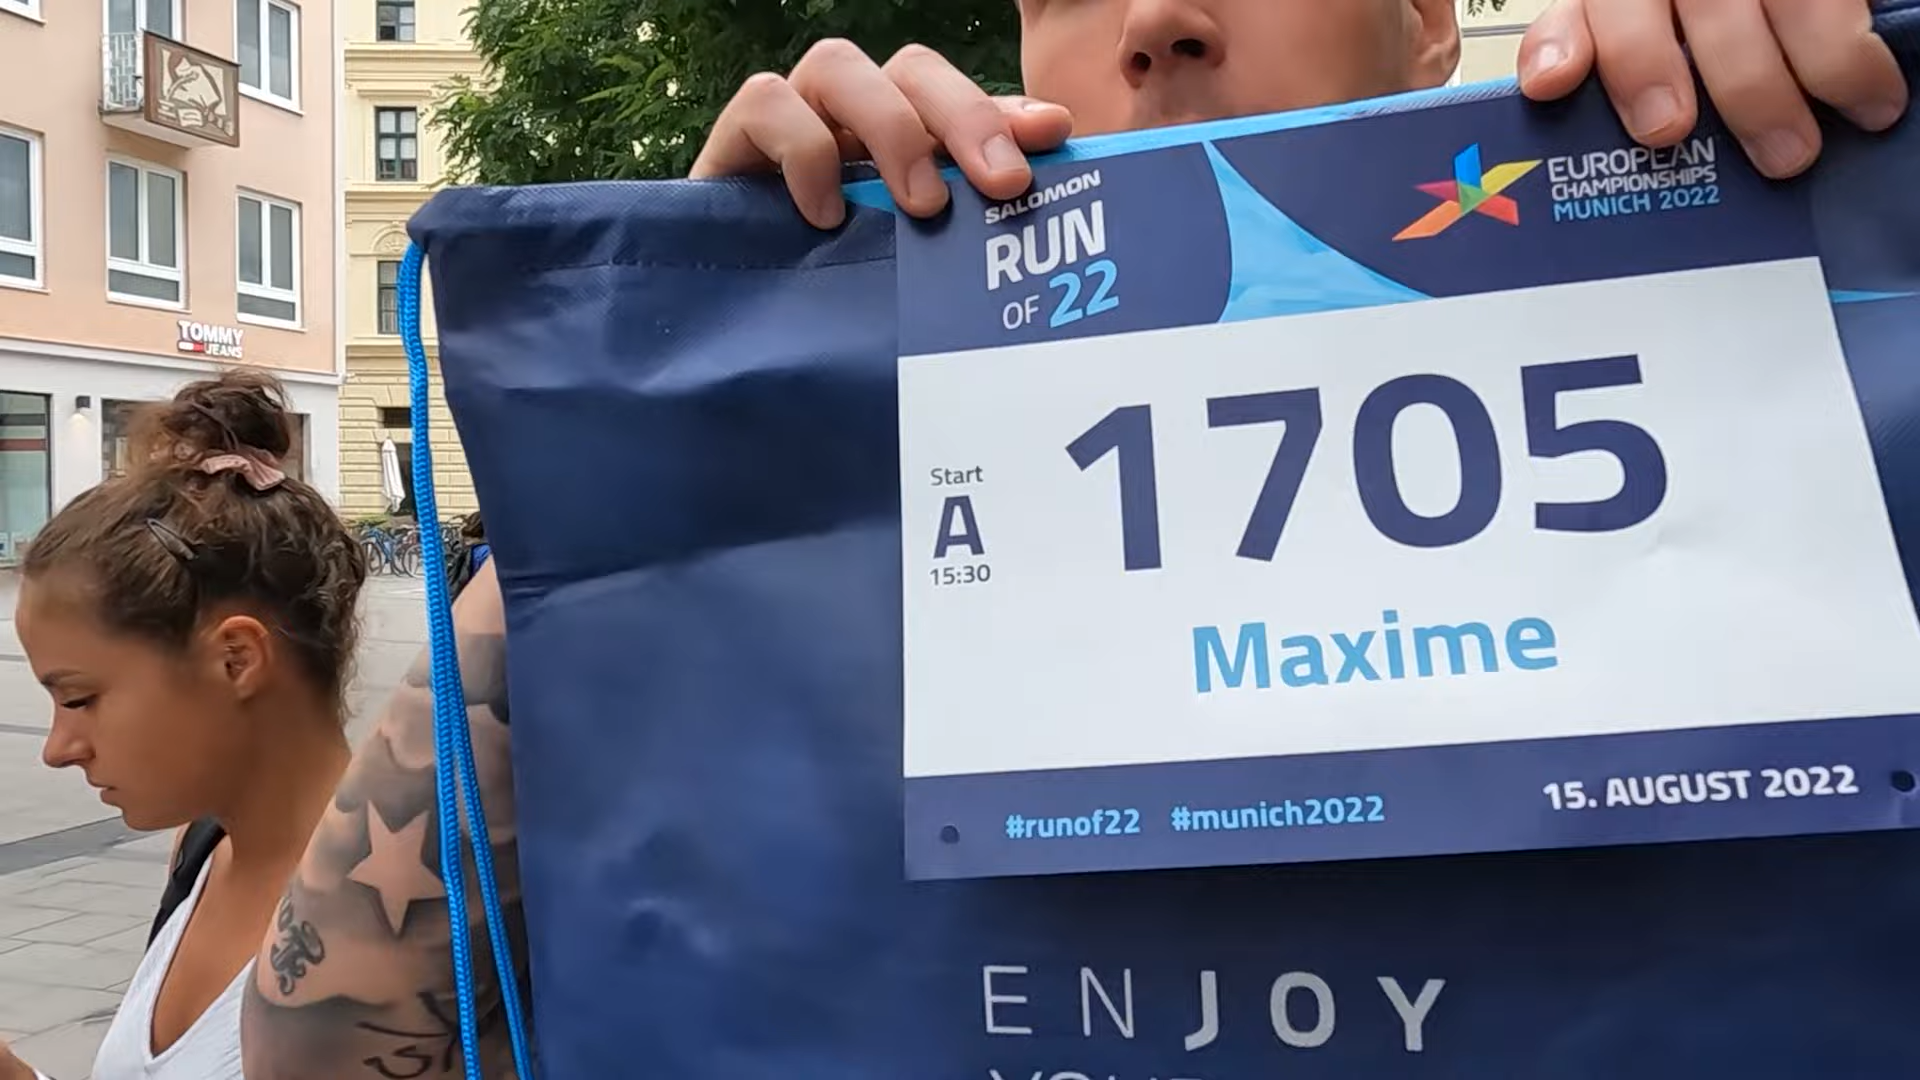 TOMMY
JEANS
SALOMON
RUN
OF 22
EUROPEAN
CHAMPIONSHIPS
MUNICH 2022
Start
A
15:30
1705
Maxime
#runof22 #munich2022
15. AUGUST 2022
ENJOY